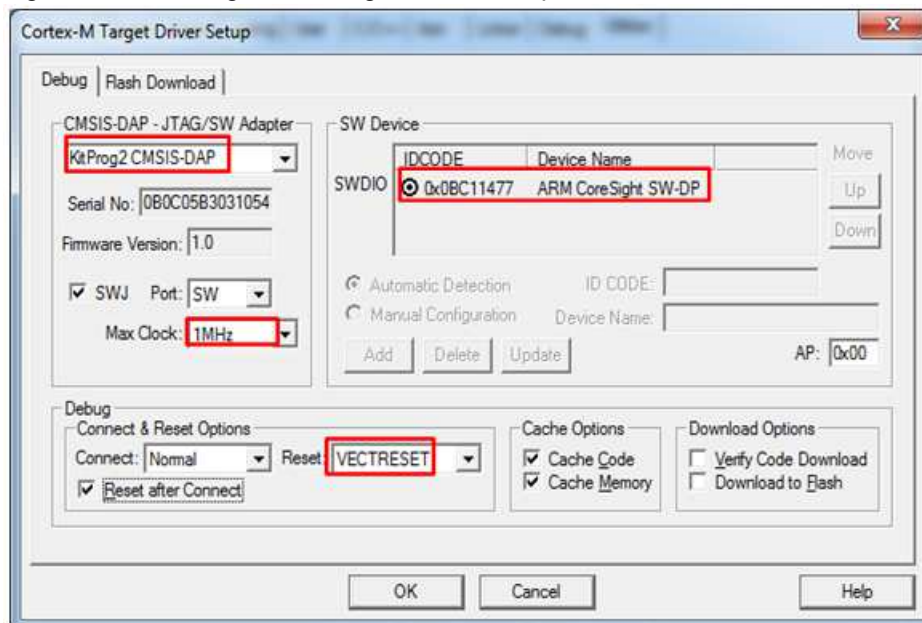 Cortex-M Target Driver Setup
Debug
Flash Download
CMSIS-DAP - JTAG/SW Adapter
KitProg2 CMSIS-DAP
Serial No: 0B0C05B3031054
Firmware Version: 1.0
SWJ Port: SW
Max Clock: 1MHz
SW Device
IDCODE Device Name
SWDIO 0x0BC11477 ARM CoreSight SW-DP
Move
Up
Down
Automatic Detection ID CODE:
Manual Configuration Device Name:
Add Delete Update AP: 0x00
Debug
Connect & Reset Options
Connect: Normal Reset: VECTRESET
Reset after Connect
Cache Options
Cache Code
Cache Memory
Download Options
Verify Code Download
Download to Flash
OK Cancel Help